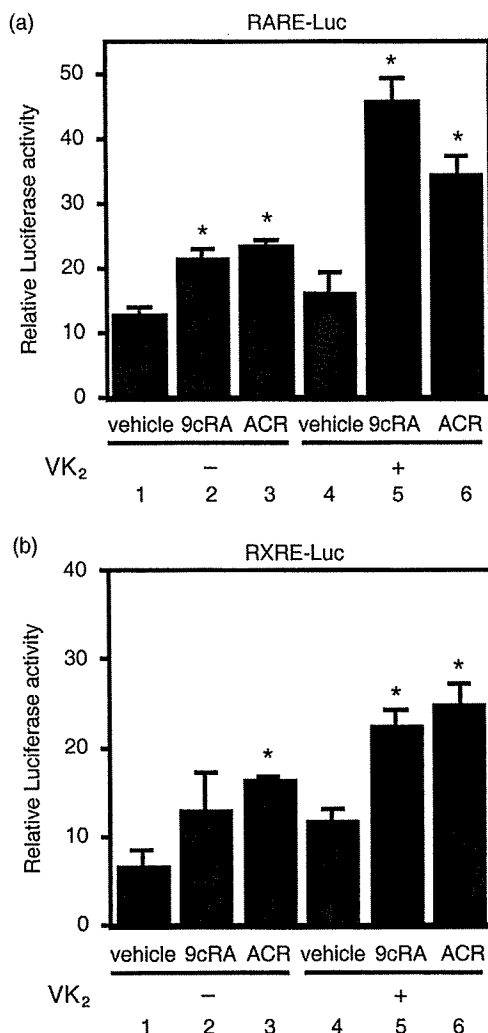 (a)
RARE-Luc
Relative Luciferase activity
50
40
30
20
10
0
* * * *
vehicle 9cRA ACR vehicle 9cRA ACR
VK₂ − +
1 2 3 4 5 6
(b)
RXRE-Luc
Relative Luciferase activity
40
30
20
10
0
* * *
vehicle 9cRA ACR vehicle 9cRA ACR
VK₂ − +
1 2 3 4 5 6